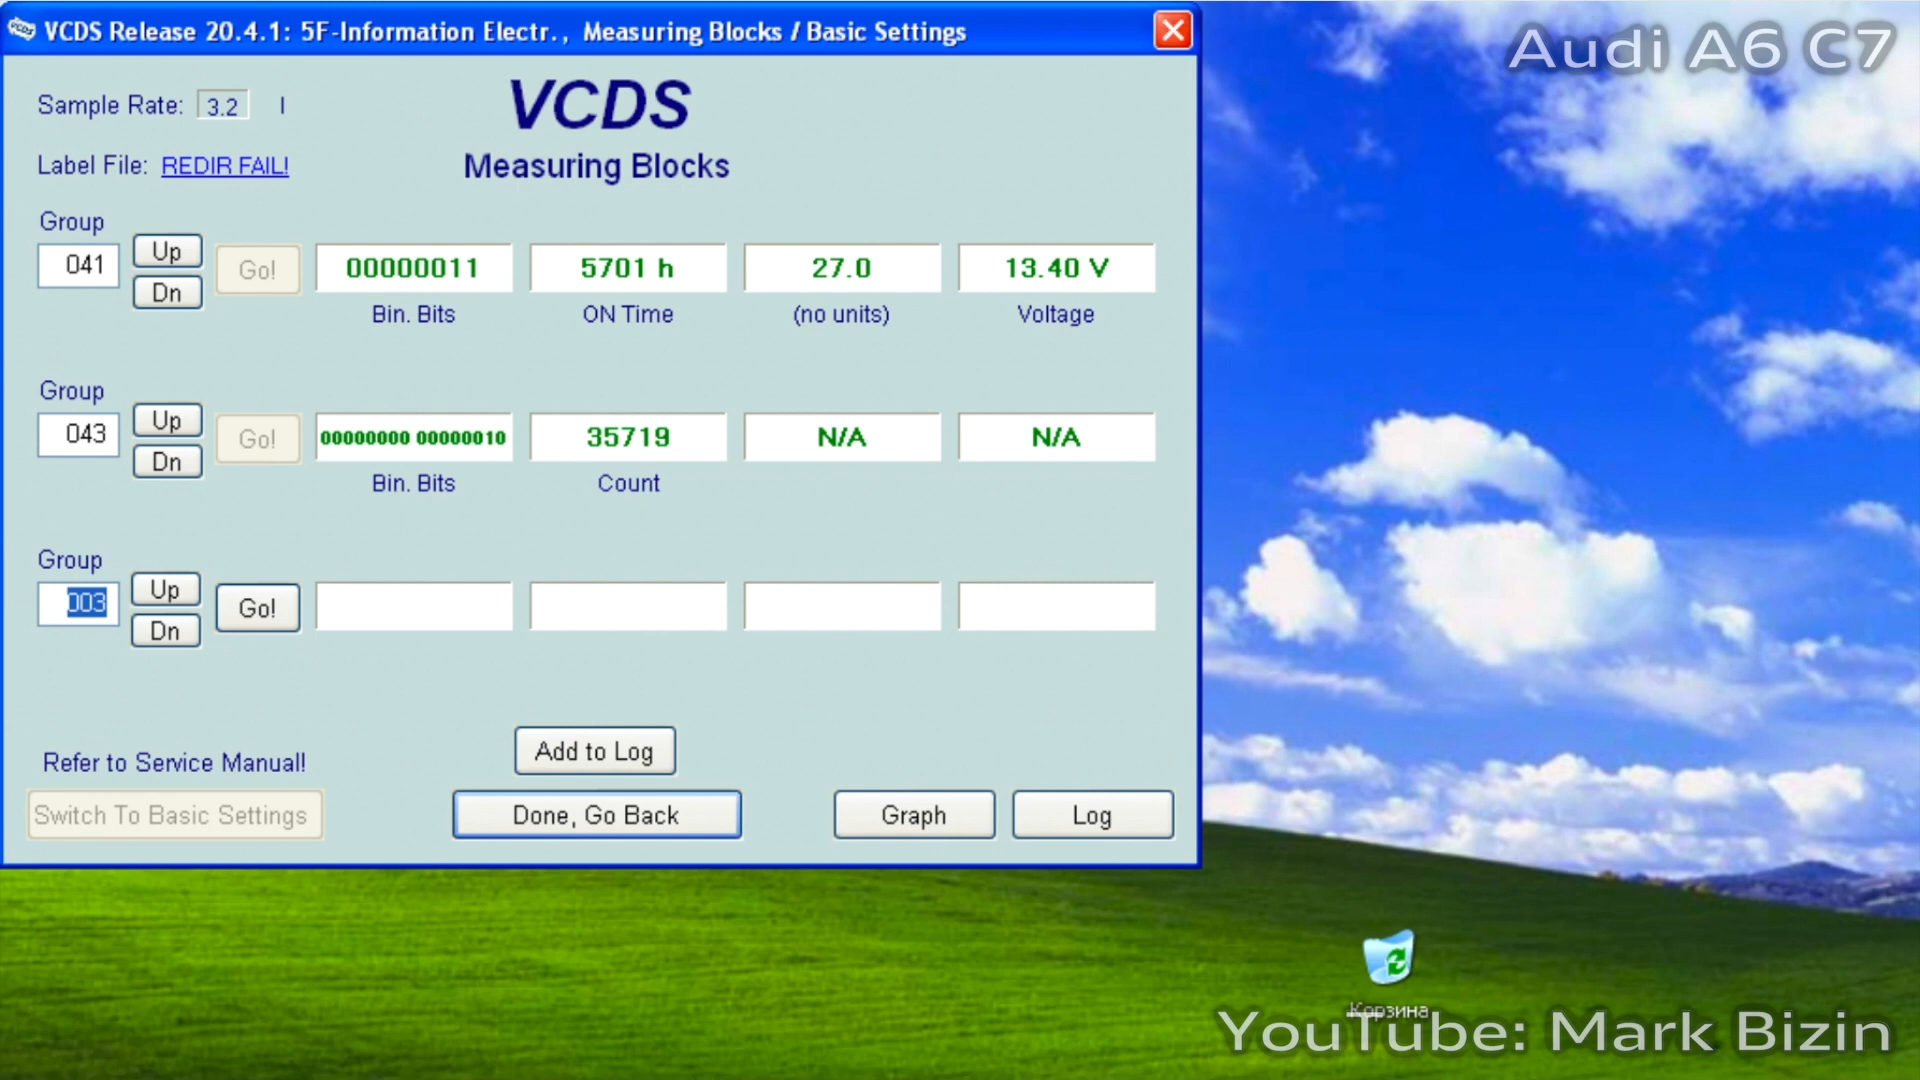 VCDS Release 20.4.1: 5F-Information Electr., Measuring Blocks / Basic Settings
Audi A6 C7
Sample Rate: 3.2 I
VCDS
Label File: REDIR FAIL!
Measuring Blocks
Group
041 Up Dn Go! 00000011 5701 h 27.0 13.40 V
Bin. Bits ON Time (no units) Voltage
Group
043 Up Dn Go! 00000000 00000010 35719 N/A N/A
Bin. Bits Count
Group
003 Up Dn Go!
Add to Log
Refer to Service Manual!
Switch To Basic Settings Done, Go Back Graph Log
Корзина
YouTube: Mark Bizin